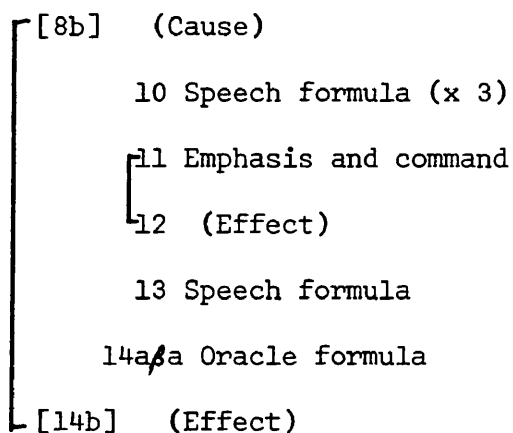 [8b] (Cause)
10 Speech formula (x 3)
11 Emphasis and command
12 (Effect)
13 Speech formula
14aβa Oracle formula
[14b] (Effect)